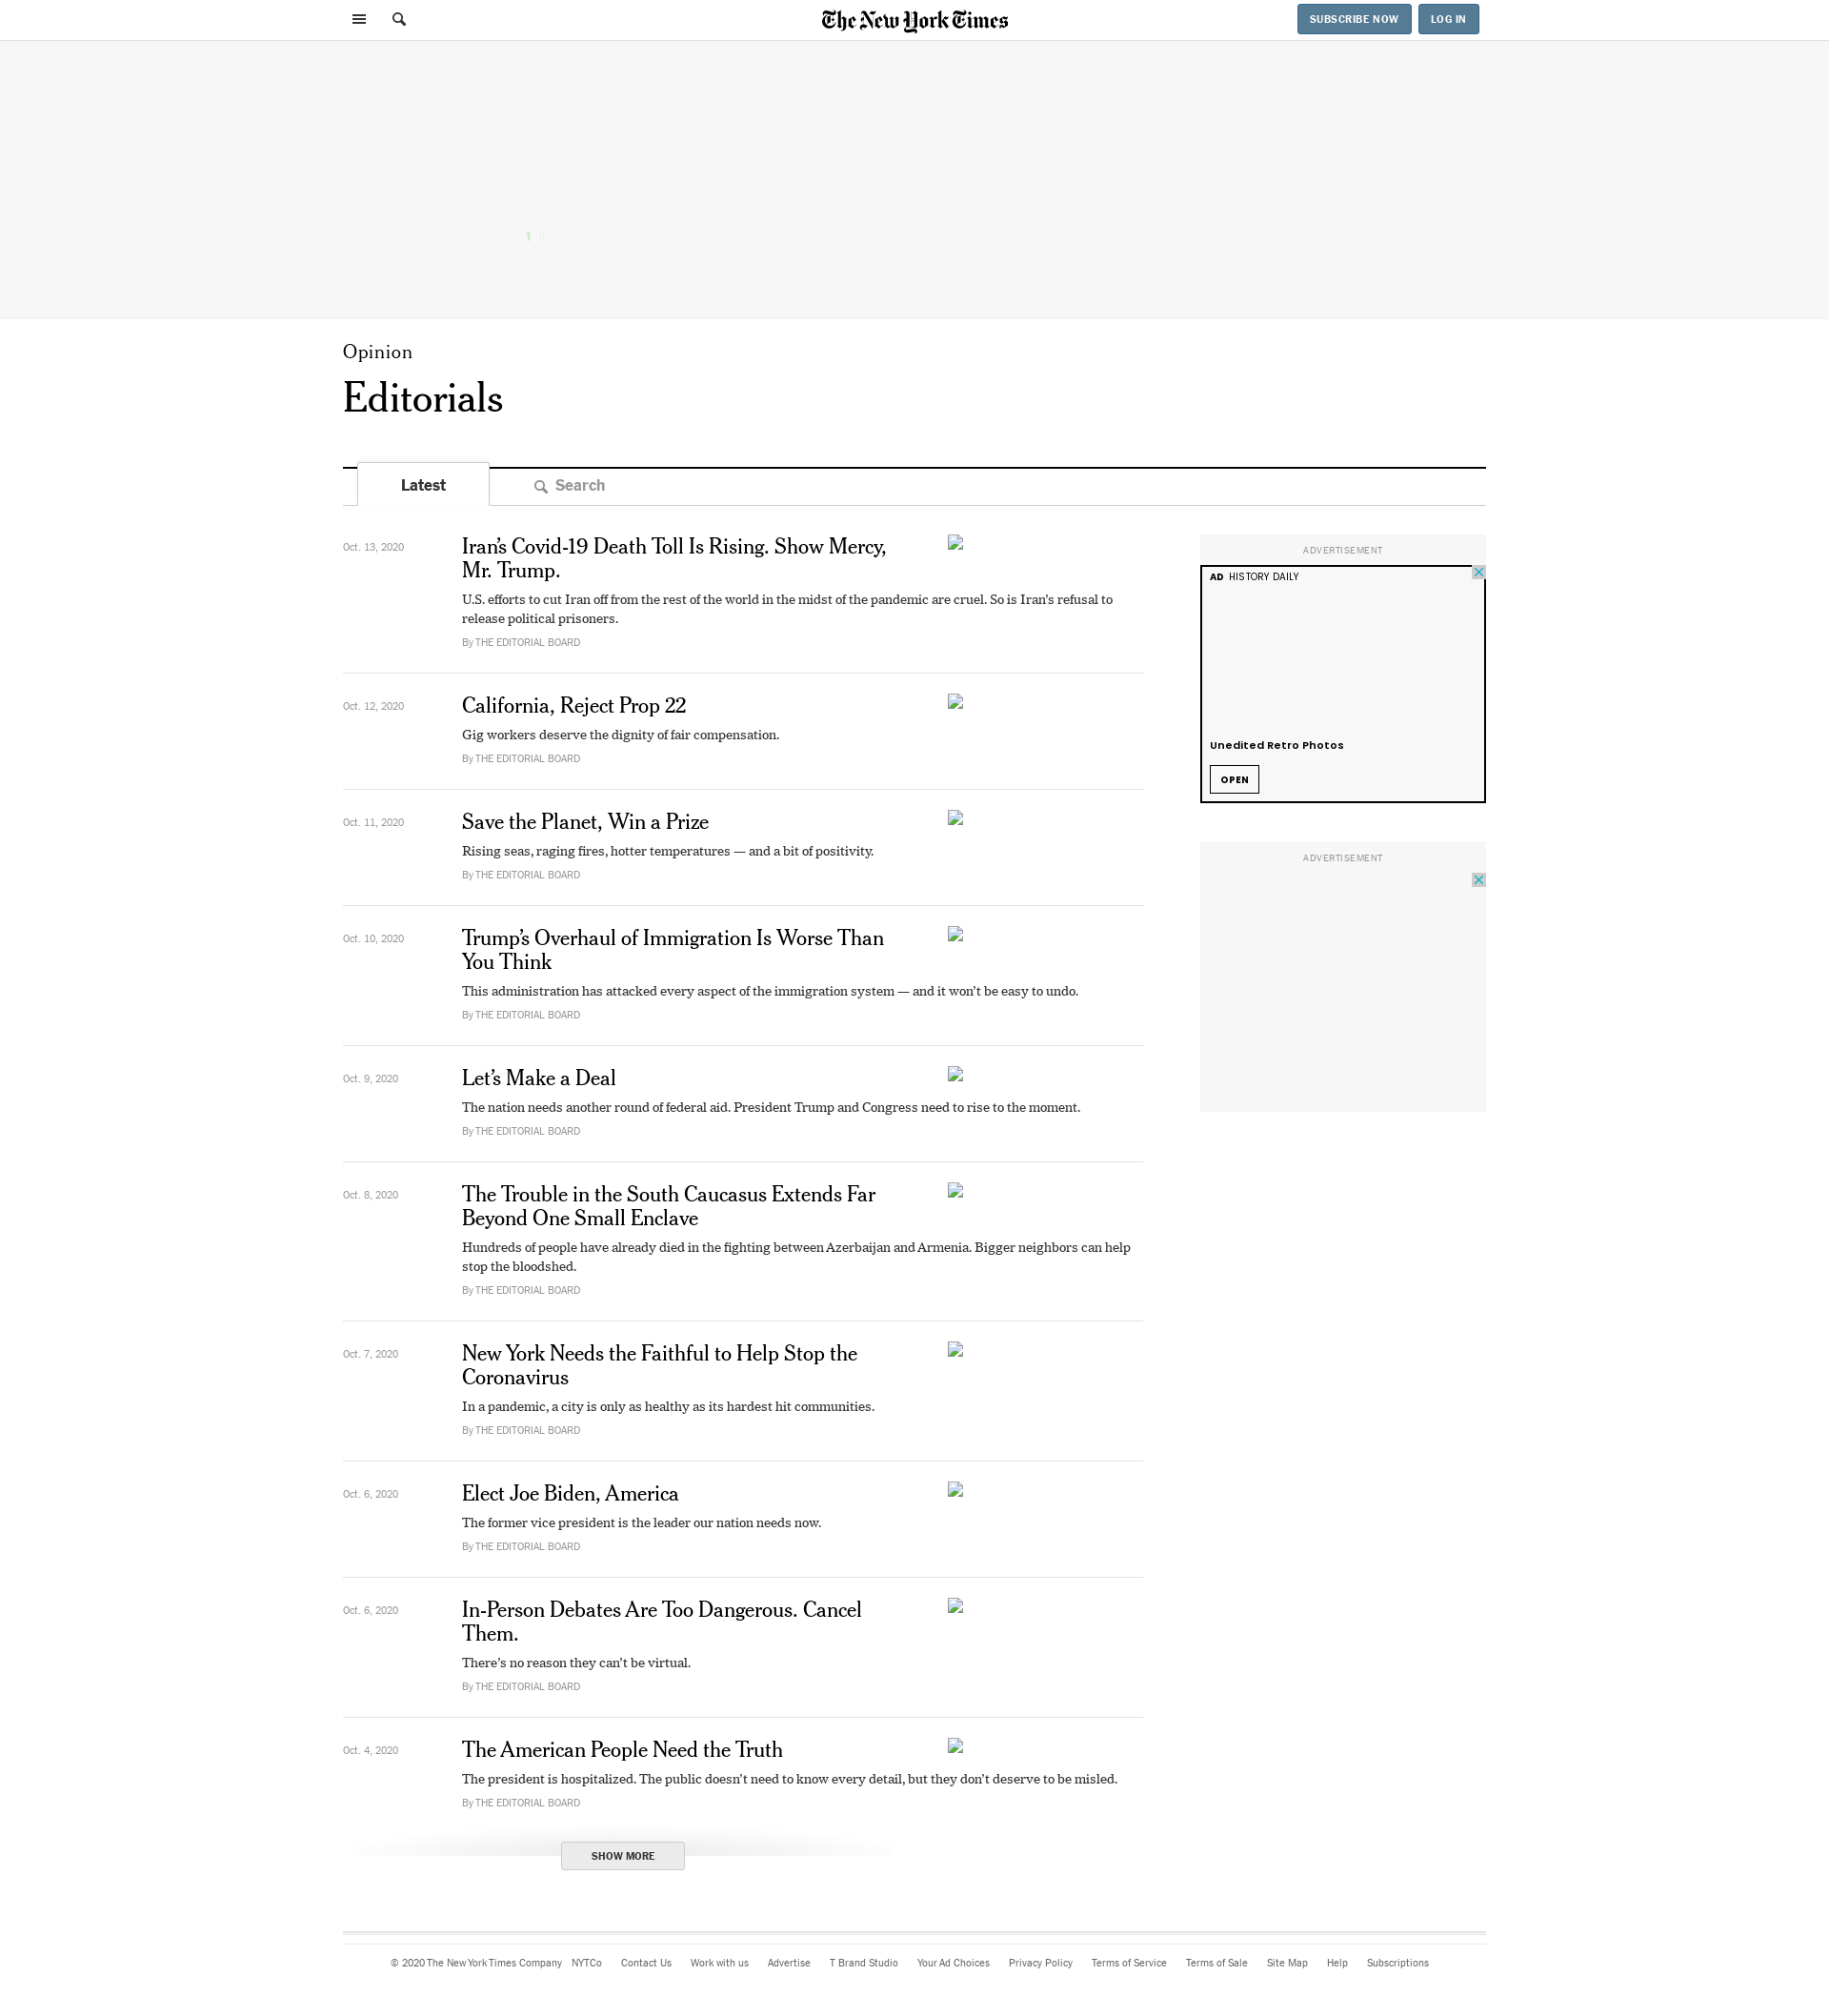 The New York Times
SUBSCRIBE NOW
LOG IN
1
Opinion
Editorials
Latest
Search
Oct. 13, 2020
Iran’s Covid-19 Death Toll Is Rising. Show Mercy,
Mr. Trump.
U.S. efforts to cut Iran off from the rest of the world in the midst of the pandemic are cruel. So is Iran’s refusal to
release political prisoners.
By THE EDITORIAL BOARD
Oct. 12, 2020
California, Reject Prop 22
Gig workers deserve the dignity of fair compensation.
By THE EDITORIAL BOARD
Oct. 11, 2020
Save the Planet, Win a Prize
Rising seas, raging fires, hotter temperatures — and a bit of positivity.
By THE EDITORIAL BOARD
Oct. 10, 2020
Trump’s Overhaul of Immigration Is Worse Than
You Think
This administration has attacked every aspect of the immigration system — and it won’t be easy to undo.
By THE EDITORIAL BOARD
Oct. 9, 2020
Let’s Make a Deal
The nation needs another round of federal aid. President Trump and Congress need to rise to the moment.
By THE EDITORIAL BOARD
Oct. 8, 2020
The Trouble in the South Caucasus Extends Far
Beyond One Small Enclave
Hundreds of people have already died in the fighting between Azerbaijan and Armenia. Bigger neighbors can help
stop the bloodshed.
By THE EDITORIAL BOARD
Oct. 7, 2020
New York Needs the Faithful to Help Stop the
Coronavirus
In a pandemic, a city is only as healthy as its hardest hit communities.
By THE EDITORIAL BOARD
Oct. 6, 2020
Elect Joe Biden, America
The former vice president is the leader our nation needs now.
By THE EDITORIAL BOARD
Oct. 6, 2020
In-Person Debates Are Too Dangerous. Cancel
Them.
There’s no reason they can’t be virtual.
By THE EDITORIAL BOARD
Oct. 4, 2020
The American People Need the Truth
The president is hospitalized. The public doesn’t need to know every detail, but they don’t deserve to be misled.
By THE EDITORIAL BOARD
SHOW MORE
ADVERTISEMENT
AD HISTORY DAILY
Unedited Retro Photos
OPEN
ADVERTISEMENT
© 2020 The New York Times Company NYTCo Contact Us Work with us Advertise T Brand Studio Your Ad Choices Privacy Policy Terms of Service Terms of Sale Site Map Help Subscriptions